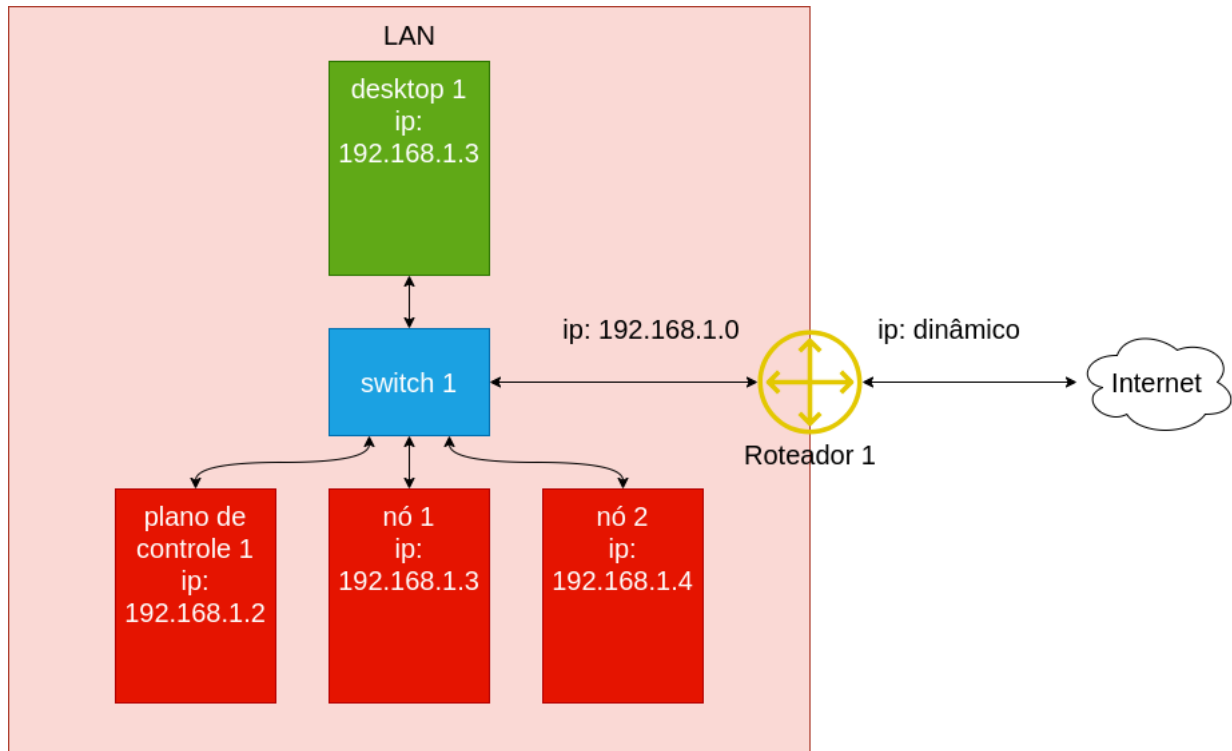 LAN
desktop 1
ip:
192.168.1.3
ip: 192.168.1.0
ip: dinâmico
switch 1
Internet
Roteador 1
plano de
controle 1
ip:
192.168.1.2
nó 1
ip:
192.168.1.3
nó 2
ip:
192.168.1.4